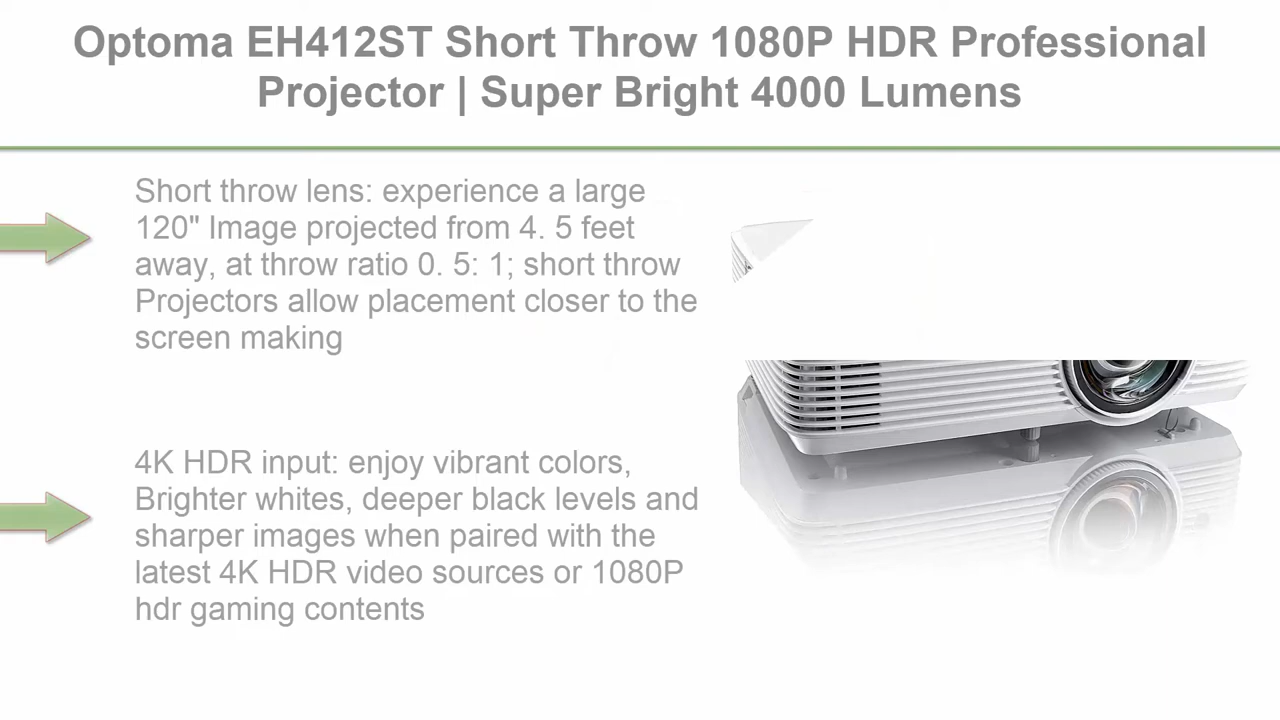 Optoma EH412ST Short Throw 1080P HDR Professional
Projector | Super Bright 4000 Lumens
Short throw lens: experience a large
120" Image projected from 4. 5 feet
away, at throw ratio 0. 5: 1; short throw
Projectors allow placement closer to the
screen making
4K HDR input: enjoy vibrant colors,
Brighter whites, deeper black levels and
sharper images when paired with the
latest 4K HDR video sources or 1080P
hdr gaming contents